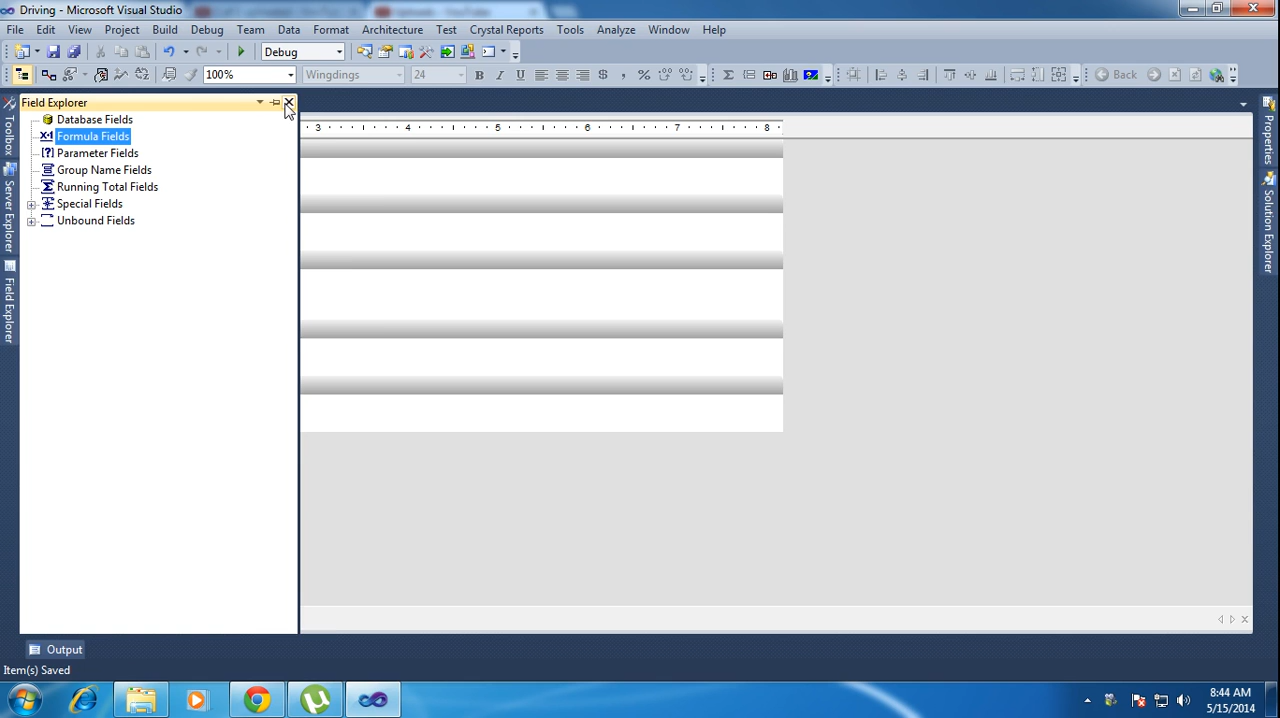 Driving - Microsoft Visual Studio
File Edit View Project Build Debug Team Data Format Architecture Test Crystal Reports Tools Analyze Window Help
Debug
100% Wingdings 24 B I U $ , % Back
Field Explorer
Database Fields
Formula Fields
Parameter Fields
Group Name Fields
Running Total Fields
Special Fields
Unbound Fields
3 4 5 6 7 8
Toolbox
Server Explorer
Field Explorer
Properties
Solution Explorer
Output
Item(s) Saved
8:44 AM
5/15/2014